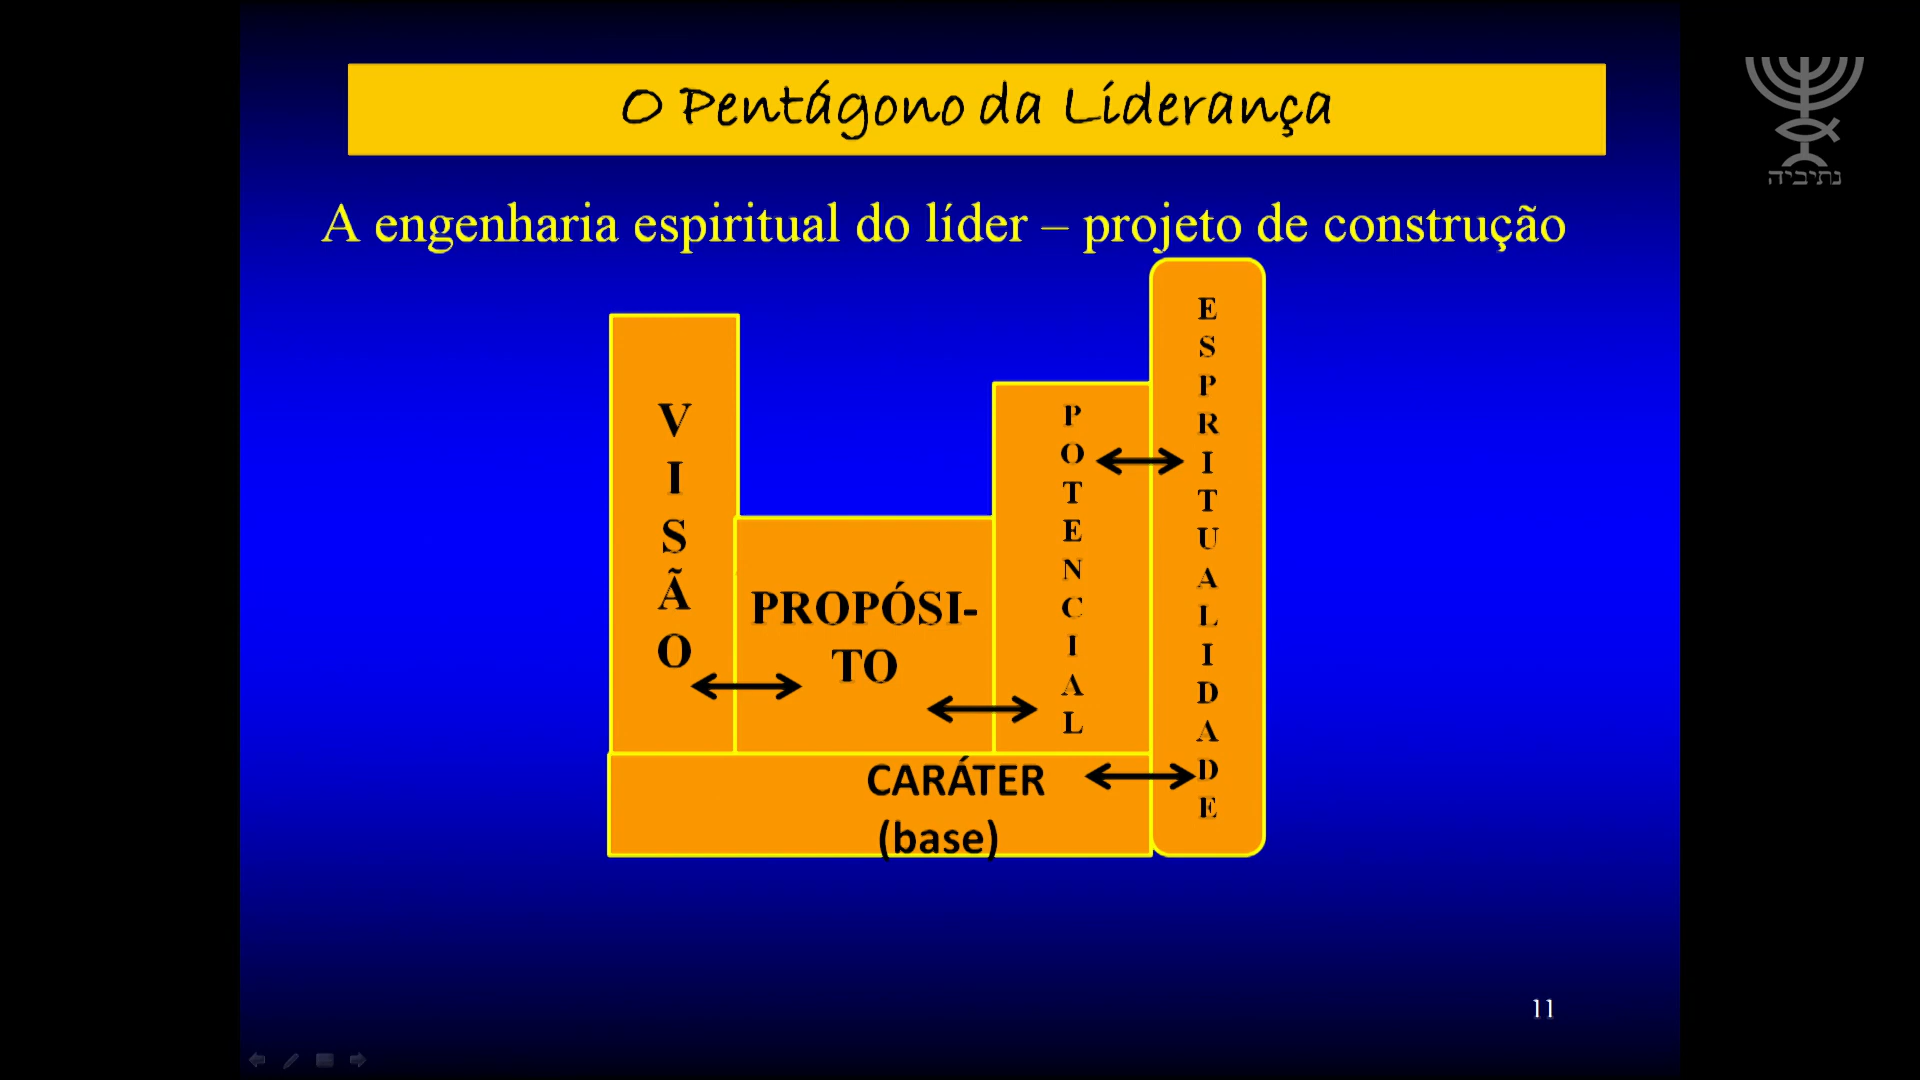 O Pentágono da Liderança
נתיביה
A engenharia espiritual do líder – projeto de construção
VISÃO
PROPÓSI-
TO
POTENCIAL
ESPRITUALIDADE
CARÁTER
(base)
11